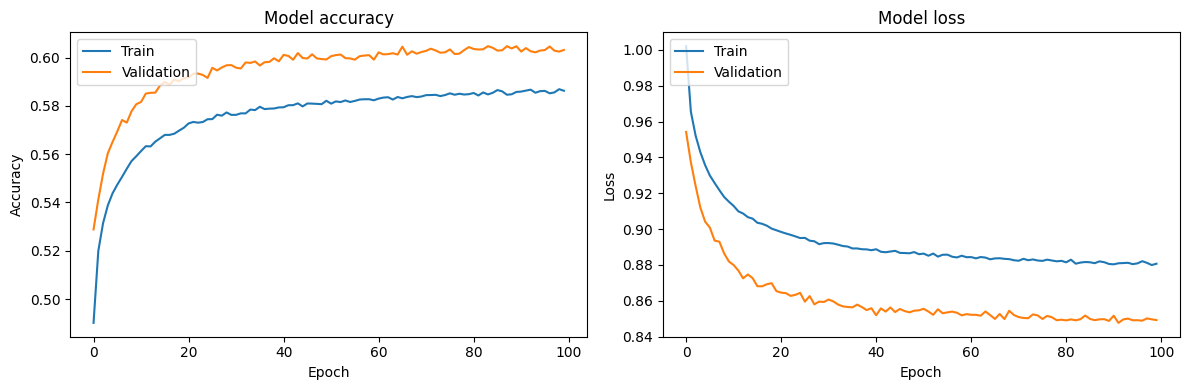 Model accuracy
Train
Validation
0.60
0.58
0.56
0.54
0.52
0.50
Accuracy
0
20
40
60
80
100
Epoch
Model loss
Train
Validation
1.00
0.98
0.96
0.94
0.92
0.90
0.88
0.86
0.84
Loss
0
20
40
60
80
100
Epoch